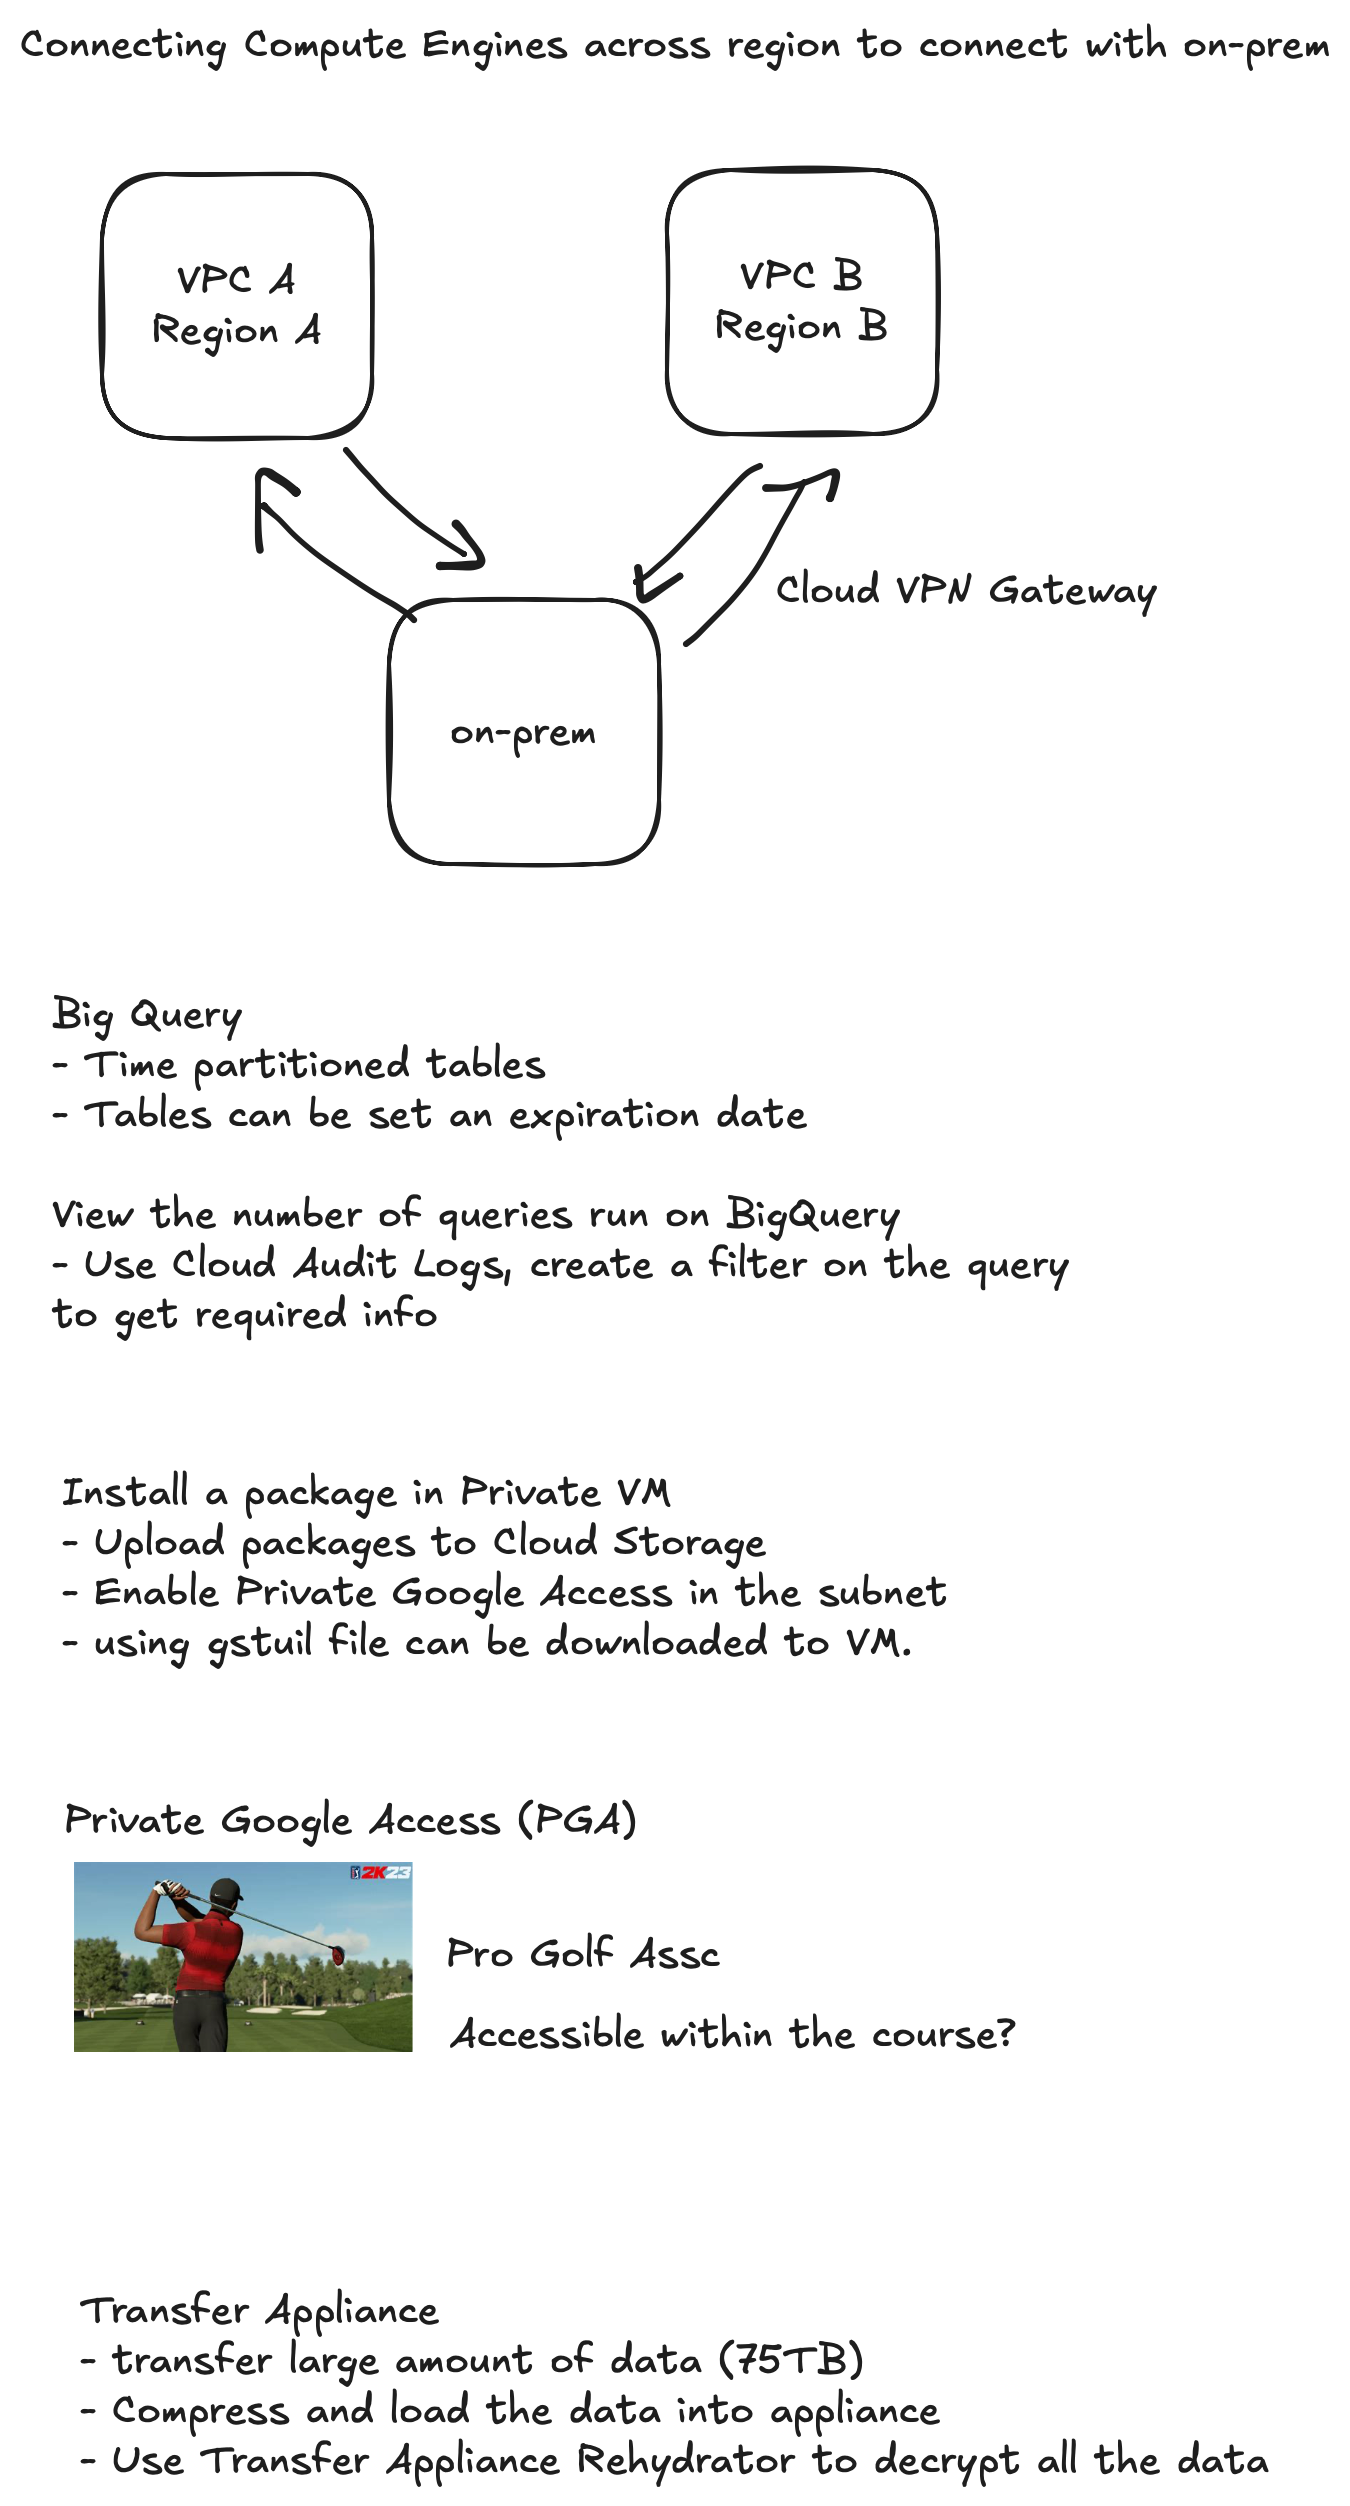 Connecting Compute Engines across region to connect with on-prem
VPC A
Region A
VPC B
Region B
Cloud VPN Gateway
on-prem
Big Query
- Time partitioned tables
- Tables can be set an expiration date
View the number of queries run on BigQuery
- Use Cloud Audit Logs, create a filter on the query
to get required info
Install a package in Private VM
- Upload packages to Cloud Storage
- Enable Private Google Access in the subnet
- using gstuil file can be downloaded to VM.
Private Google Access (PGA)
2K23
Pro Golf Assc
Accessible within the course?
Transfer Appliance
- transfer large amount of data (75TB)
- Compress and load the data into appliance
- Use Transfer Appliance Rehydrator to decrypt all the data